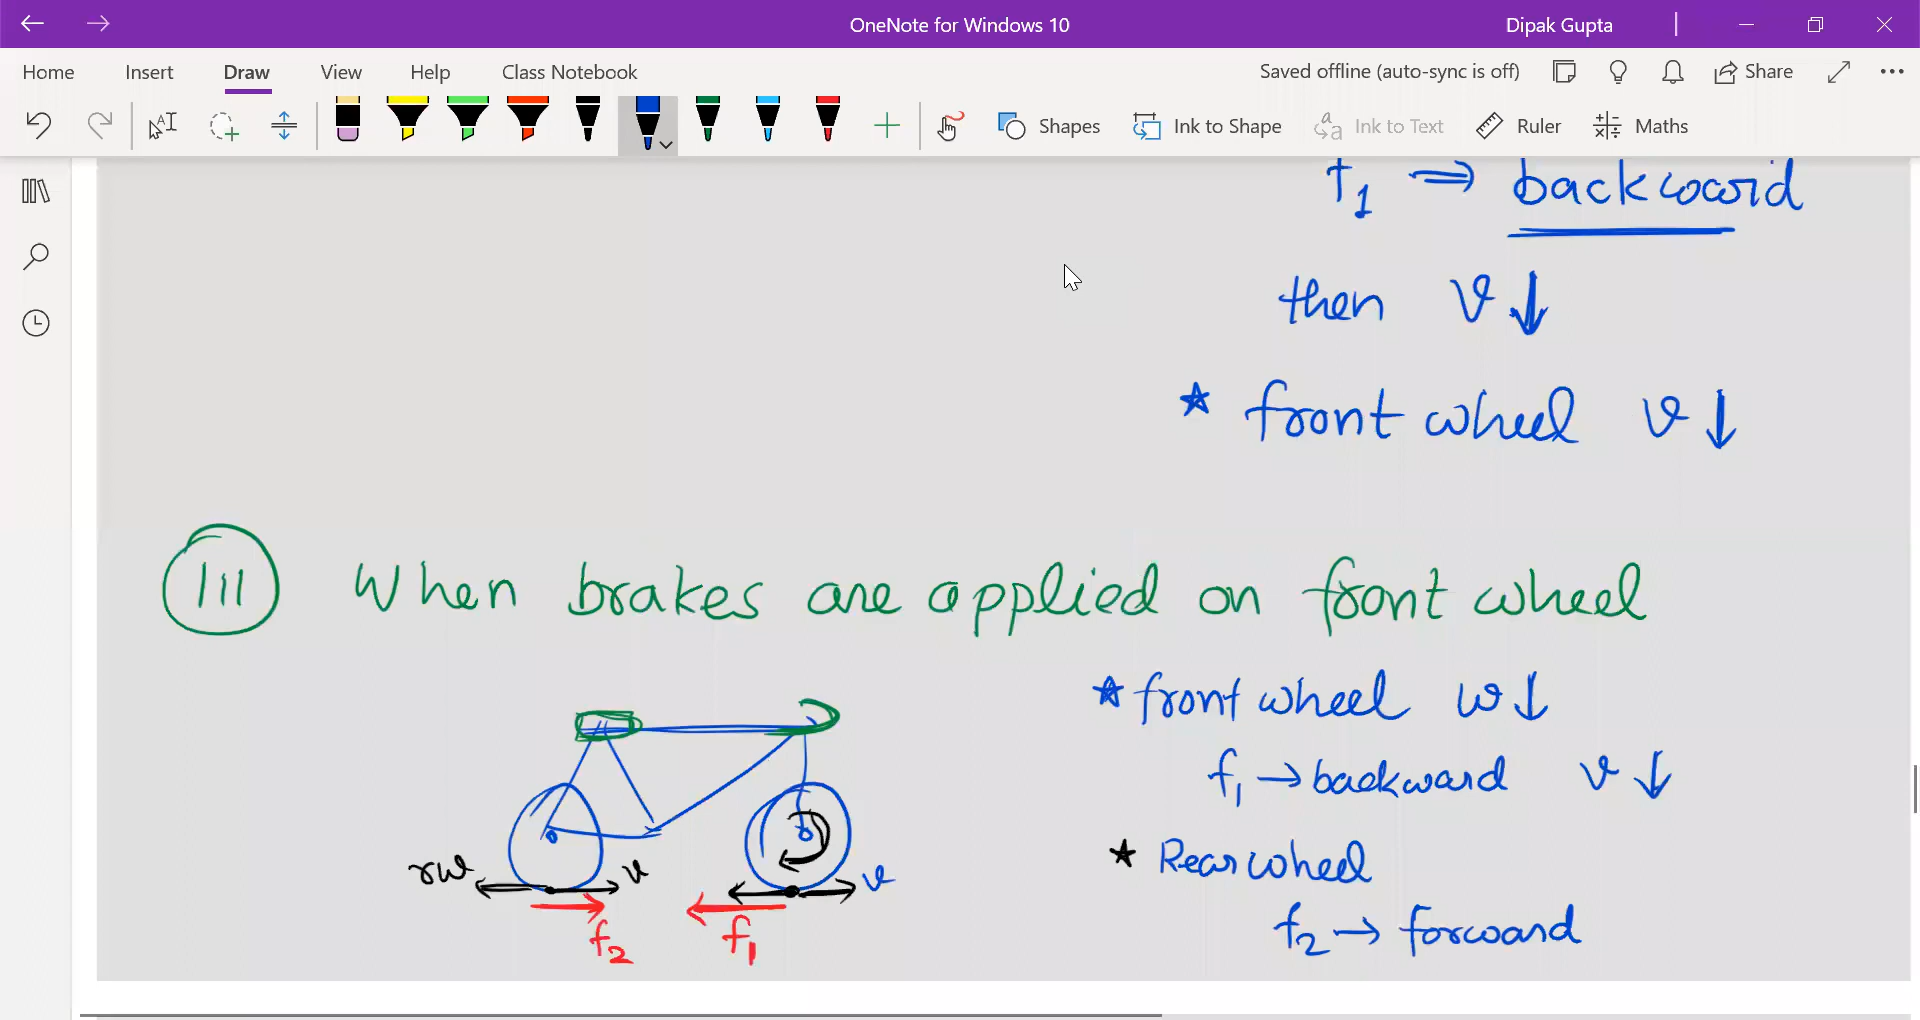 OneNote for Windows 10
Dipak Gupta
Home Insert Draw View Help Class Notebook
Saved offline (auto-sync is off)
Share
Shapes
Ink to Shape
Ink to Text
Ruler
Maths
f1 ⇒ backward
then v ↓
★ front wheel v ↓
III When brakes are applied on front wheel
★ front wheel w ↓
f1 → backward v ↓
★ Rear wheel
rw v v
f2 → forward
f2 f1